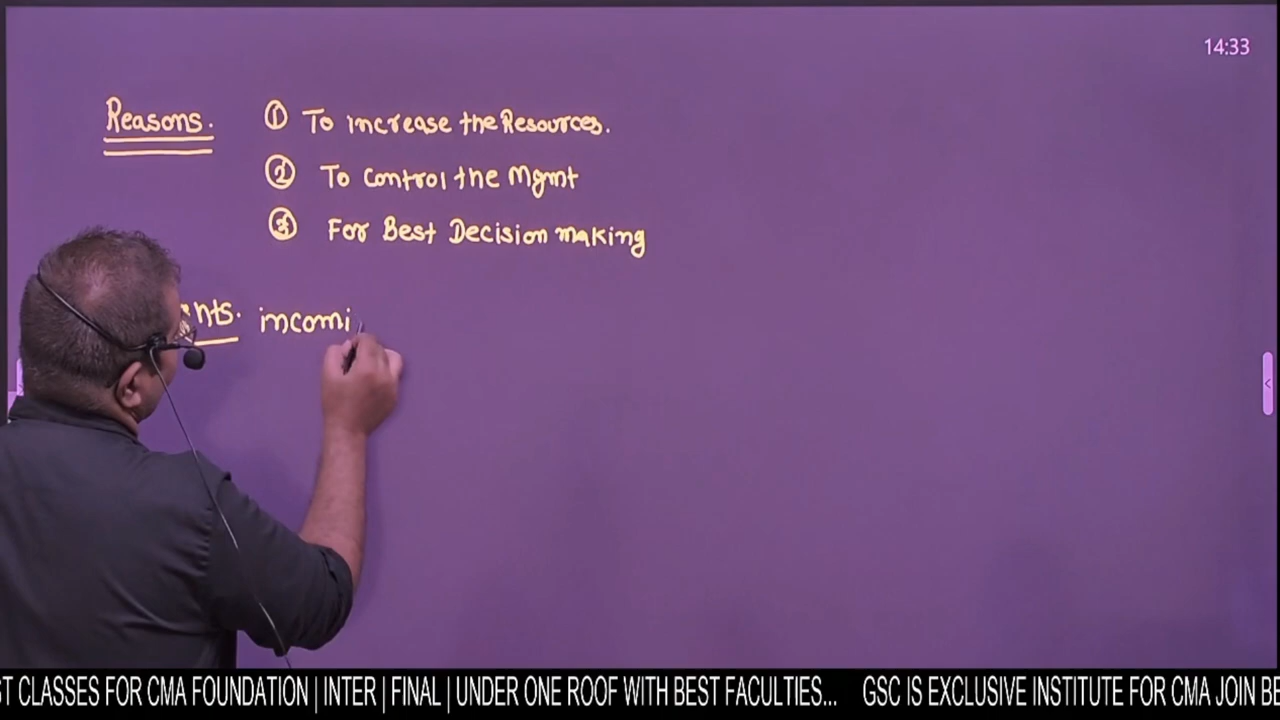 14:33
Reasons. ① To increase the Resources.
② To control the Mgmt
③ For Best Decision making
nts. incomi
ST CLASSES FOR CMA FOUNDATION | INTER | FINAL | UNDER ONE ROOF WITH BEST FACULTIES... GSC IS EXCLUSIVE INSTITUTE FOR CMA JOIN BE